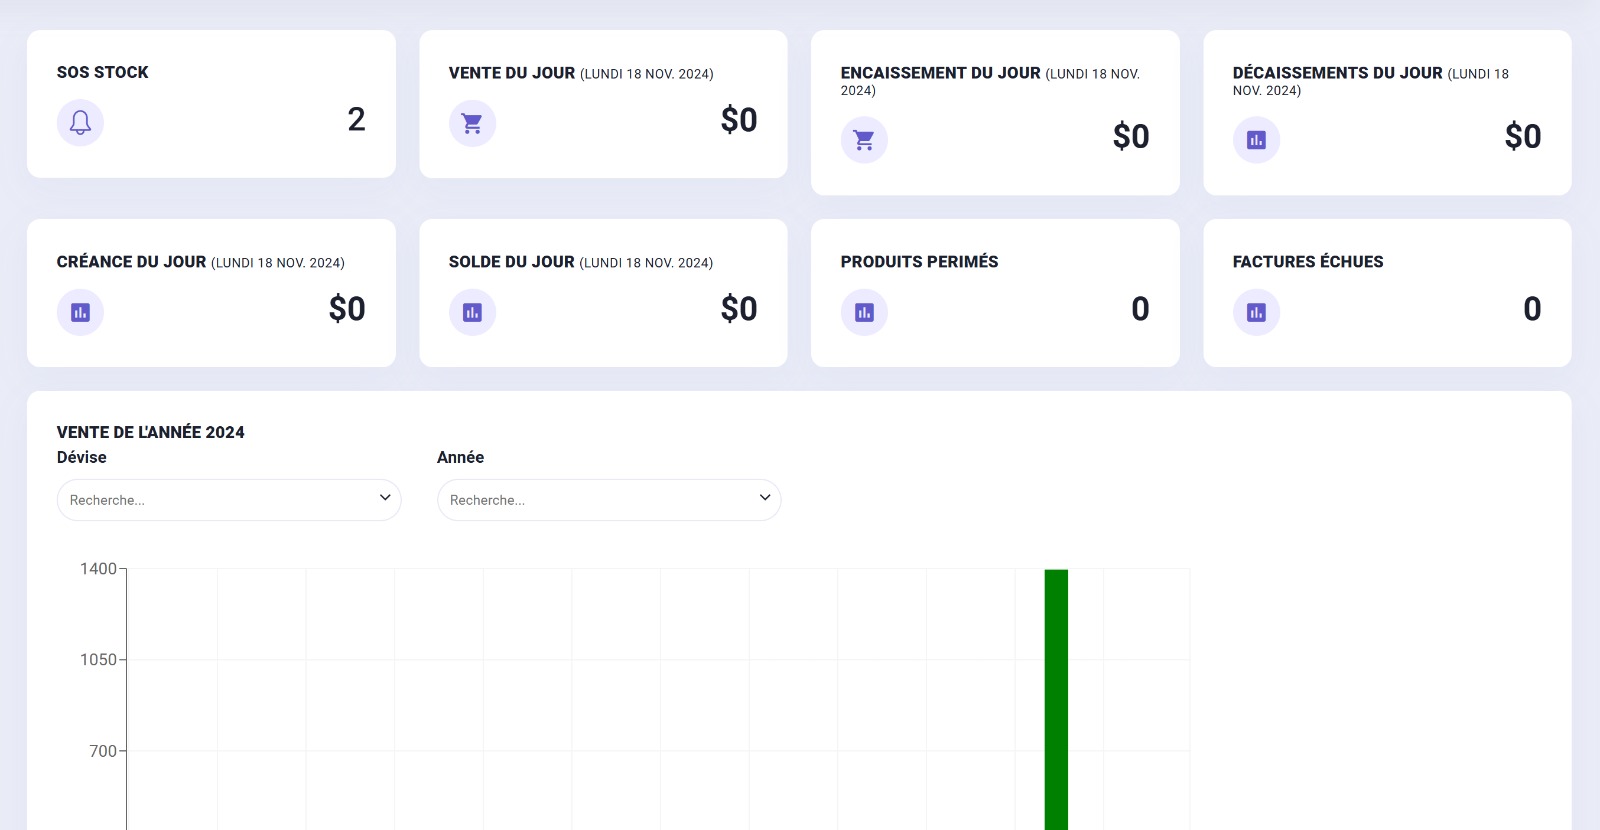 SOS STOCK
2
VENTE DU JOUR (LUNDI 18 NOV. 2024)
$0
ENCAISSEMENT DU JOUR (LUNDI 18 NOV.
2024)
$0
DÉCAISSEMENTS DU JOUR (LUNDI 18
NOV. 2024)
$0
CRÉANCE DU JOUR (LUNDI 18 NOV. 2024)
$0
SOLDE DU JOUR (LUNDI 18 NOV. 2024)
$0
PRODUITS PERIMÉS
0
FACTURES ÉCHUES
0
VENTE DE L'ANNÉE 2024
Dévise
Recherche...
Année
Recherche...
1400
1050
700